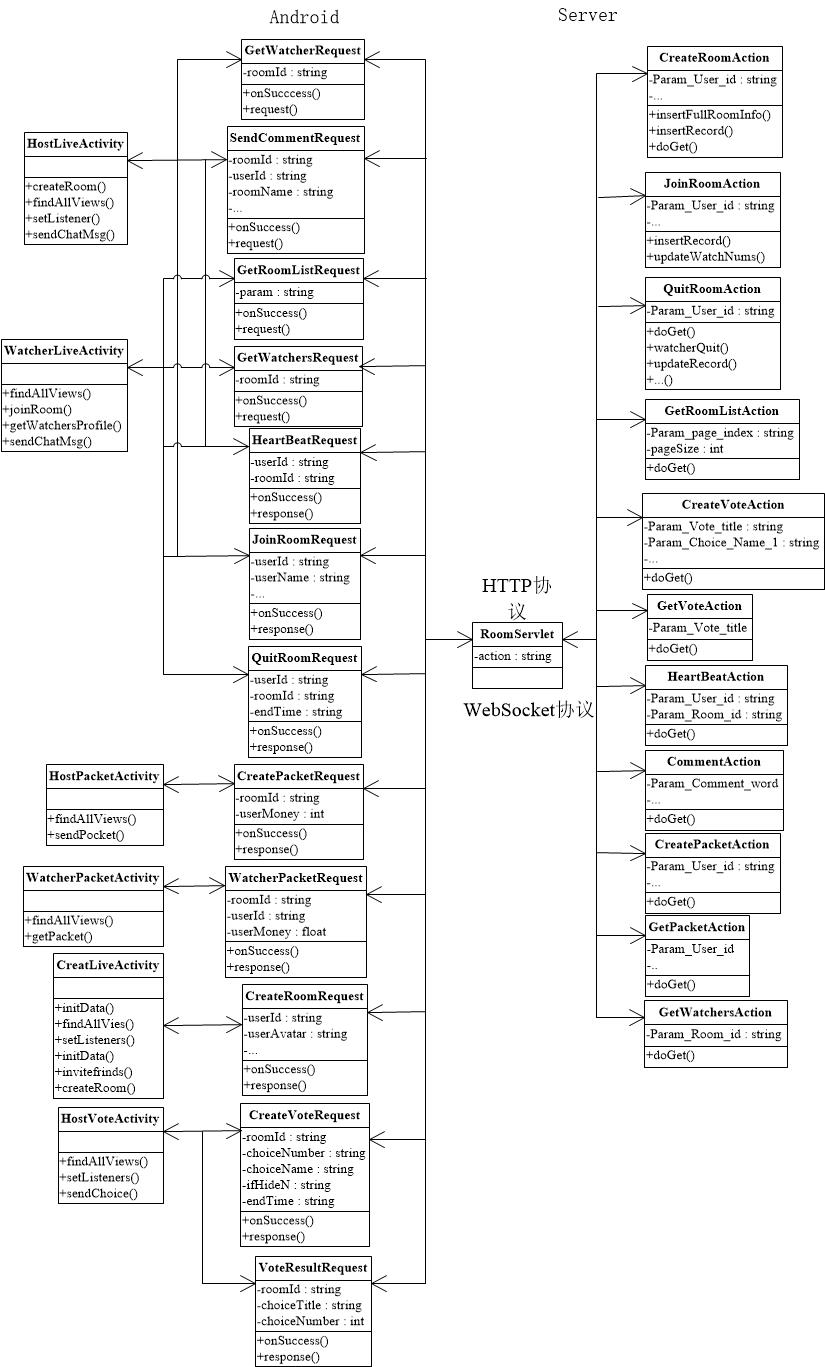 Android
Server
GetWatcherRequest
-roomId : string
+onSucccess()
+request()
SendCommentRequest
-roomId : string
-userId : string
-roomName : string
-...
+onSuccess()
+request()
HostLiveActivity
+createRoom()
+findAllViews()
+setListener()
+sendChatMsg()
GetRoomListRequest
-param : string
+onSuccess()
+request()
WatcherLiveActivity
+findAllViews()
+joinRoom()
+getWatchersProfile()
+sendChatMsg()
GetWatchersRequest
-roomId : string
+onSuccess()
+request()
HeartBeatRequest
-userId : string
-roomId : string
+onSuccess()
+response()
JoinRoomRequest
-userId : string
-userName : string
-...
+onSuccess()
+response()
QuitRoomRequest
-userId : string
-roomId : string
-endTime : string
+onSuccess()
+response()
HostPacketActivity
+findAllViews()
+sendPocket()
CreatePacketRequest
-roomId : string
-userMoney : int
+onSuccess()
+response()
WatcherPacketActivity
+findAllViews()
+getPacket()
WatcherPacketRequest
-roomId : string
-userId : string
-userMoney : float
+onSuccess()
+response()
CreatLiveActivity
+initData()
+findAllVies()
+setListeners()
+initData()
+invitefrinds()
+createRoom()
CreateRoomRequest
-userId : string
-userAvatar : string
-...
+onSuccess()
+response()
HostVoteActivity
+findAllViews()
+setListeners()
+sendChoice()
CreateVoteRequest
-roomId : string
-choiceNumber : string
-choiceName : string
-ifHideN : string
-endTime : string
+onSuccess()
+response()
VoteResultRequest
-roomId : string
-choiceTitle : string
-choiceNumber : int
+onSuccess()
+response()
HTTP协
议
RoomServlet
-action : string
WebSocket协议
CreateRoomAction
-Param_User_id : string
-...
+insertFullRoomInfo()
+insertRecord()
+doGet()
JoinRoomAction
-Param_User_id : string
-...
+insertRecord()
+updateWatchNums()
QuitRoomAction
-Param_User_id : string
+doGet()
+watcherQuit()
+updateRecord()
+...()
GetRoomListAction
-Param_page_index : string
-pageSize : int
+doGet()
CreateVoteAction
-Param_Vote_title : string
-Param_Choice_Name_1 : string
-...
+doGet()
GetVoteAction
-Param_Vote_title
+doGet()
HeartBeatAction
-Param_User_id : string
-Param_Room_id : string
+doGet()
CommentAction
-Param_Comment_word
-...
+doGet()
CreatePacketAction
-Param_User_id : string
-...
+doGet()
GetPacketAction
-Param_User_id
-..
+doGet()
GetWatchersAction
-Param_Room_id : string
+doGet()